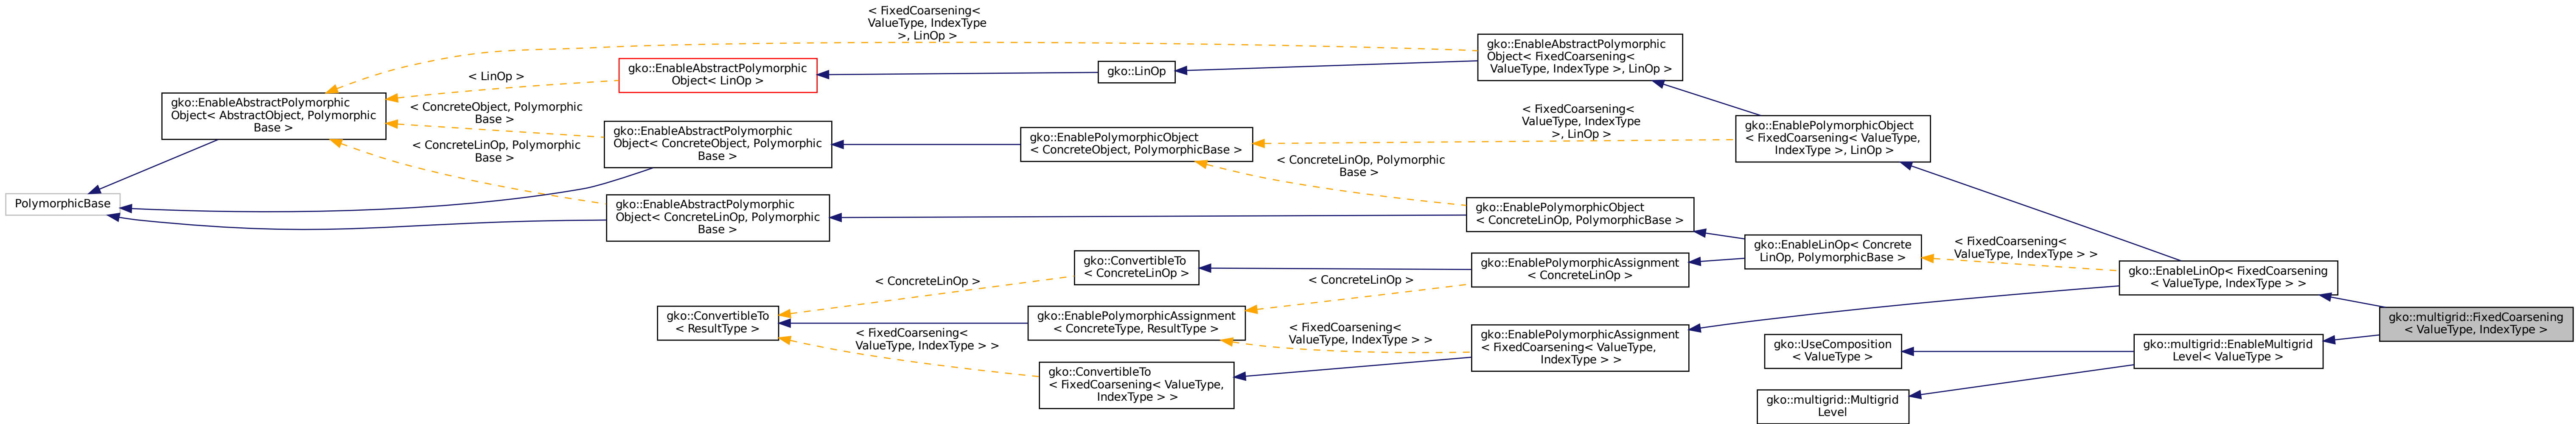 PolymorphicBase
gko::EnableAbstractPolymorphic
Object< AbstractObject, Polymorphic
Base >
< FixedCoarsening<
ValueType, IndexType
>, LinOp >
< LinOp >
< ConcreteObject, Polymorphic
Base >
< ConcreteLinOp, Polymorphic
Base >
gko::EnableAbstractPolymorphic
Object< LinOp >
gko::EnableAbstractPolymorphic
Object< ConcreteObject, Polymorphic
Base >
gko::EnableAbstractPolymorphic
Object< ConcreteLinOp, Polymorphic
Base >
gko::ConvertibleTo
< ResultType >
< ConcreteLinOp >
< FixedCoarsening<
ValueType, IndexType > >
gko::LinOp
gko::EnablePolymorphicObject
< ConcreteObject, PolymorphicBase >
gko::ConvertibleTo
< ConcreteLinOp >
gko::EnablePolymorphicAssignment
< ConcreteType, ResultType >
gko::ConvertibleTo
< FixedCoarsening< ValueType,
IndexType > >
< FixedCoarsening<
ValueType, IndexType
>, LinOp >
< ConcreteLinOp, Polymorphic
Base >
< ConcreteLinOp >
< FixedCoarsening<
ValueType, IndexType > >
gko::EnableAbstractPolymorphic
Object< FixedCoarsening<
ValueType, IndexType >, LinOp >
gko::EnablePolymorphicObject
< ConcreteLinOp, PolymorphicBase >
gko::EnablePolymorphicAssignment
< ConcreteLinOp >
gko::EnablePolymorphicAssignment
< FixedCoarsening< ValueType,
IndexType > >
gko::EnablePolymorphicObject
< FixedCoarsening< ValueType,
IndexType >, LinOp >
gko::EnableLinOp< Concrete
LinOp, PolymorphicBase >
< FixedCoarsening<
ValueType, IndexType > >
gko::UseComposition
< ValueType >
gko::multigrid::Multigrid
Level
gko::EnableLinOp< FixedCoarsening
< ValueType, IndexType > >
gko::multigrid::EnableMultigrid
Level< ValueType >
gko::multigrid::FixedCoarsening
< ValueType, IndexType >